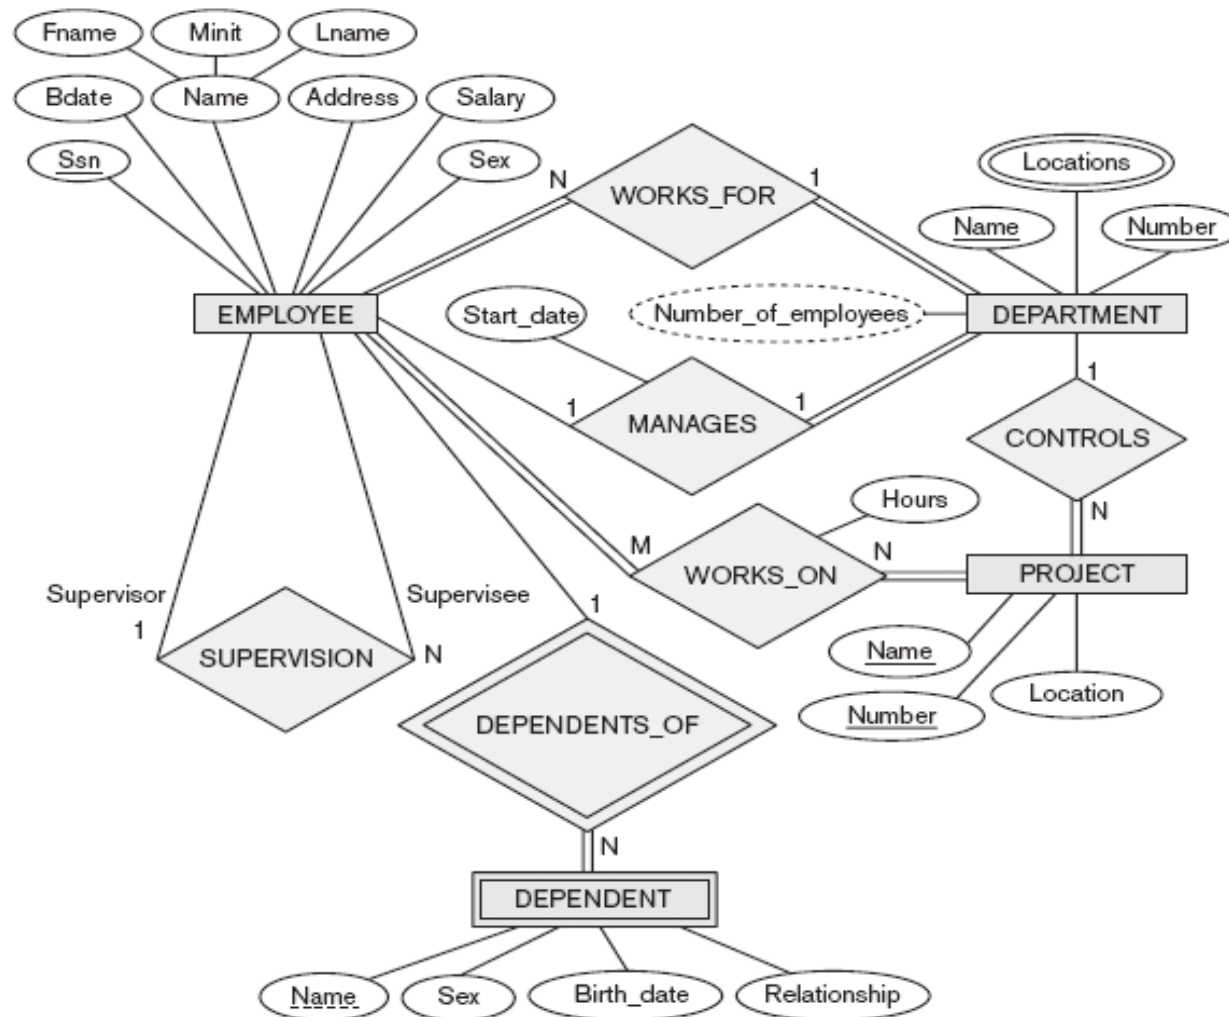 Fname Minit Lname
Bdate Name Address Salary
Ssn Sex
N WORKS_FOR 1
Locations
Name Number
EMPLOYEE
Start_date Number_of_employees
DEPARTMENT
1 MANAGES 1
1
CONTROLS
N
Hours
M WORKS_ON N
PROJECT
Supervisor Supervisee
1 SUPERVISION N
1
Name
Number Location
DEPENDENTS_OF
N
DEPENDENT
Name Sex Birth_date Relationship